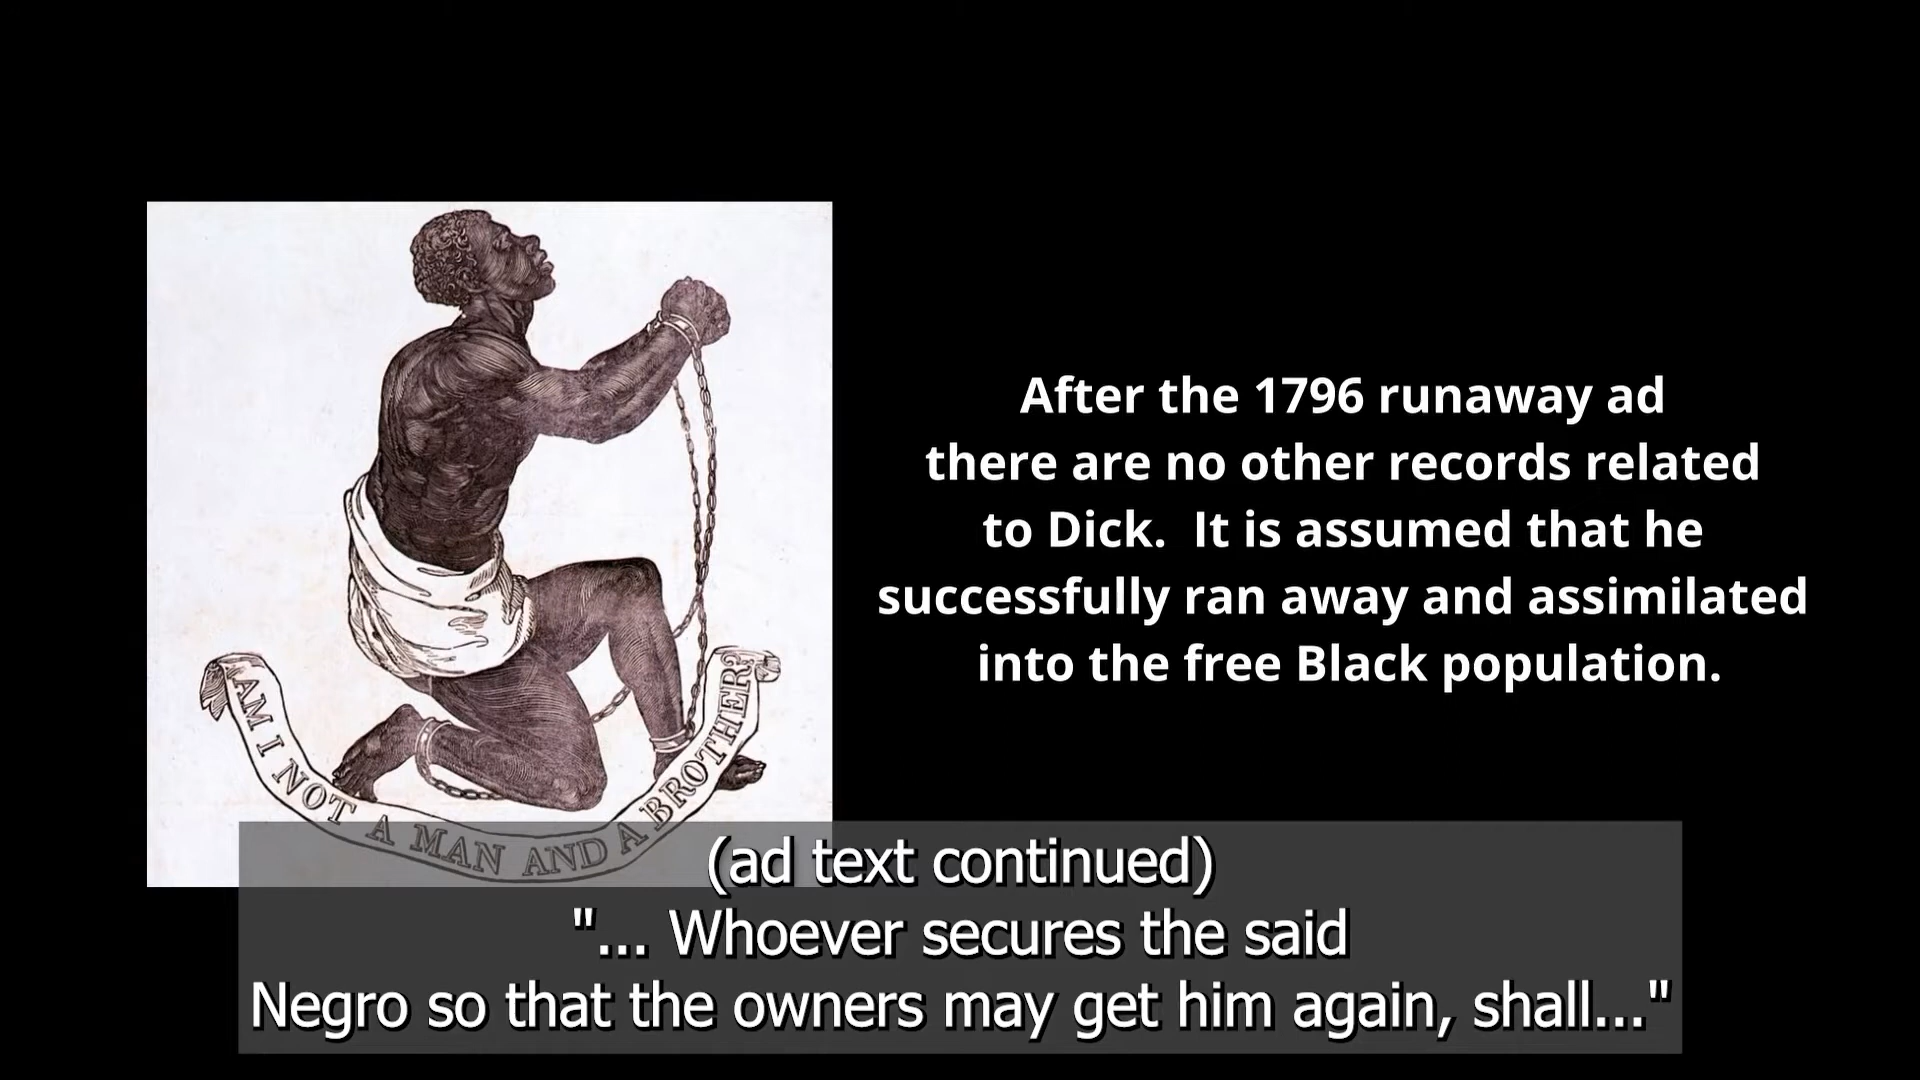 After the 1796 runaway ad
there are no other records related
to Dick.  It is assumed that he
successfully ran away and assimilated
into the free Black population.
AM I NOT A MAN AND A BROTHER?
(ad text continued)
"... Whoever secures the said
Negro so that the owners may get him again, shall..."